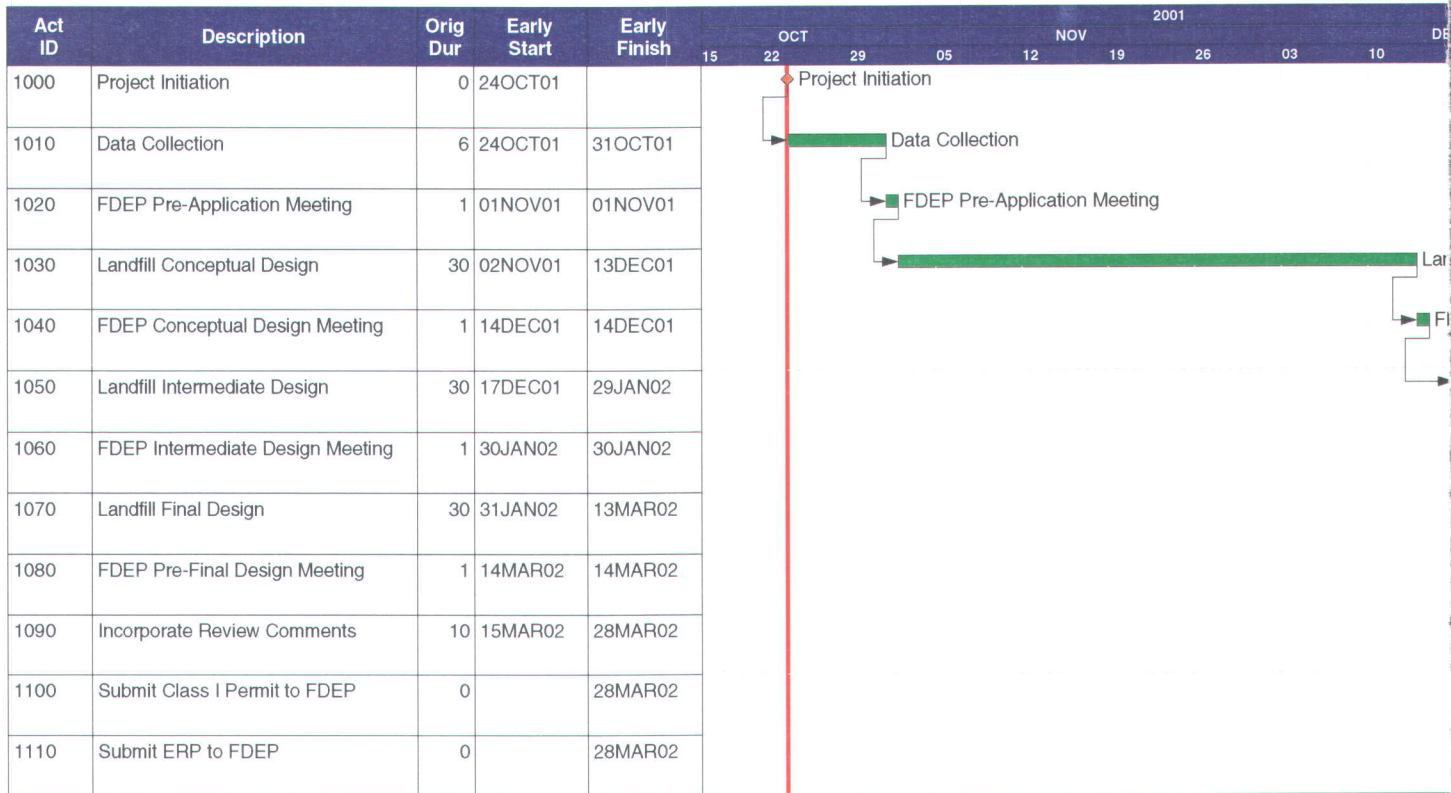 Act ID Description Orig Dur Early Start Early Finish
2001
OCT NOV DE
15 22 29 05 12 19 26 03 10
1000 Project Initiation 0 24OCT01 Project Initiation
1010 Data Collection 6 24OCT01 31OCT01 Data Collection
1020 FDEP Pre-Application Meeting 1 01NOV01 01NOV01 FDEP Pre-Application Meeting
1030 Landfill Conceptual Design 30 02NOV01 13DEC01 Lan
1040 FDEP Conceptual Design Meeting 1 14DEC01 14DEC01
1050 Landfill Intermediate Design 30 17DEC01 29JAN02
1060 FDEP Intermediate Design Meeting 1 30JAN02 30JAN02
1070 Landfill Final Design 30 31JAN02 13MAR02
1080 FDEP Pre-Final Design Meeting 1 14MAR02 14MAR02
1090 Incorporate Review Comments 10 15MAR02 28MAR02
1100 Submit Class I Permit to FDEP 0 28MAR02
1110 Submit ERP to FDEP 0 28MAR02